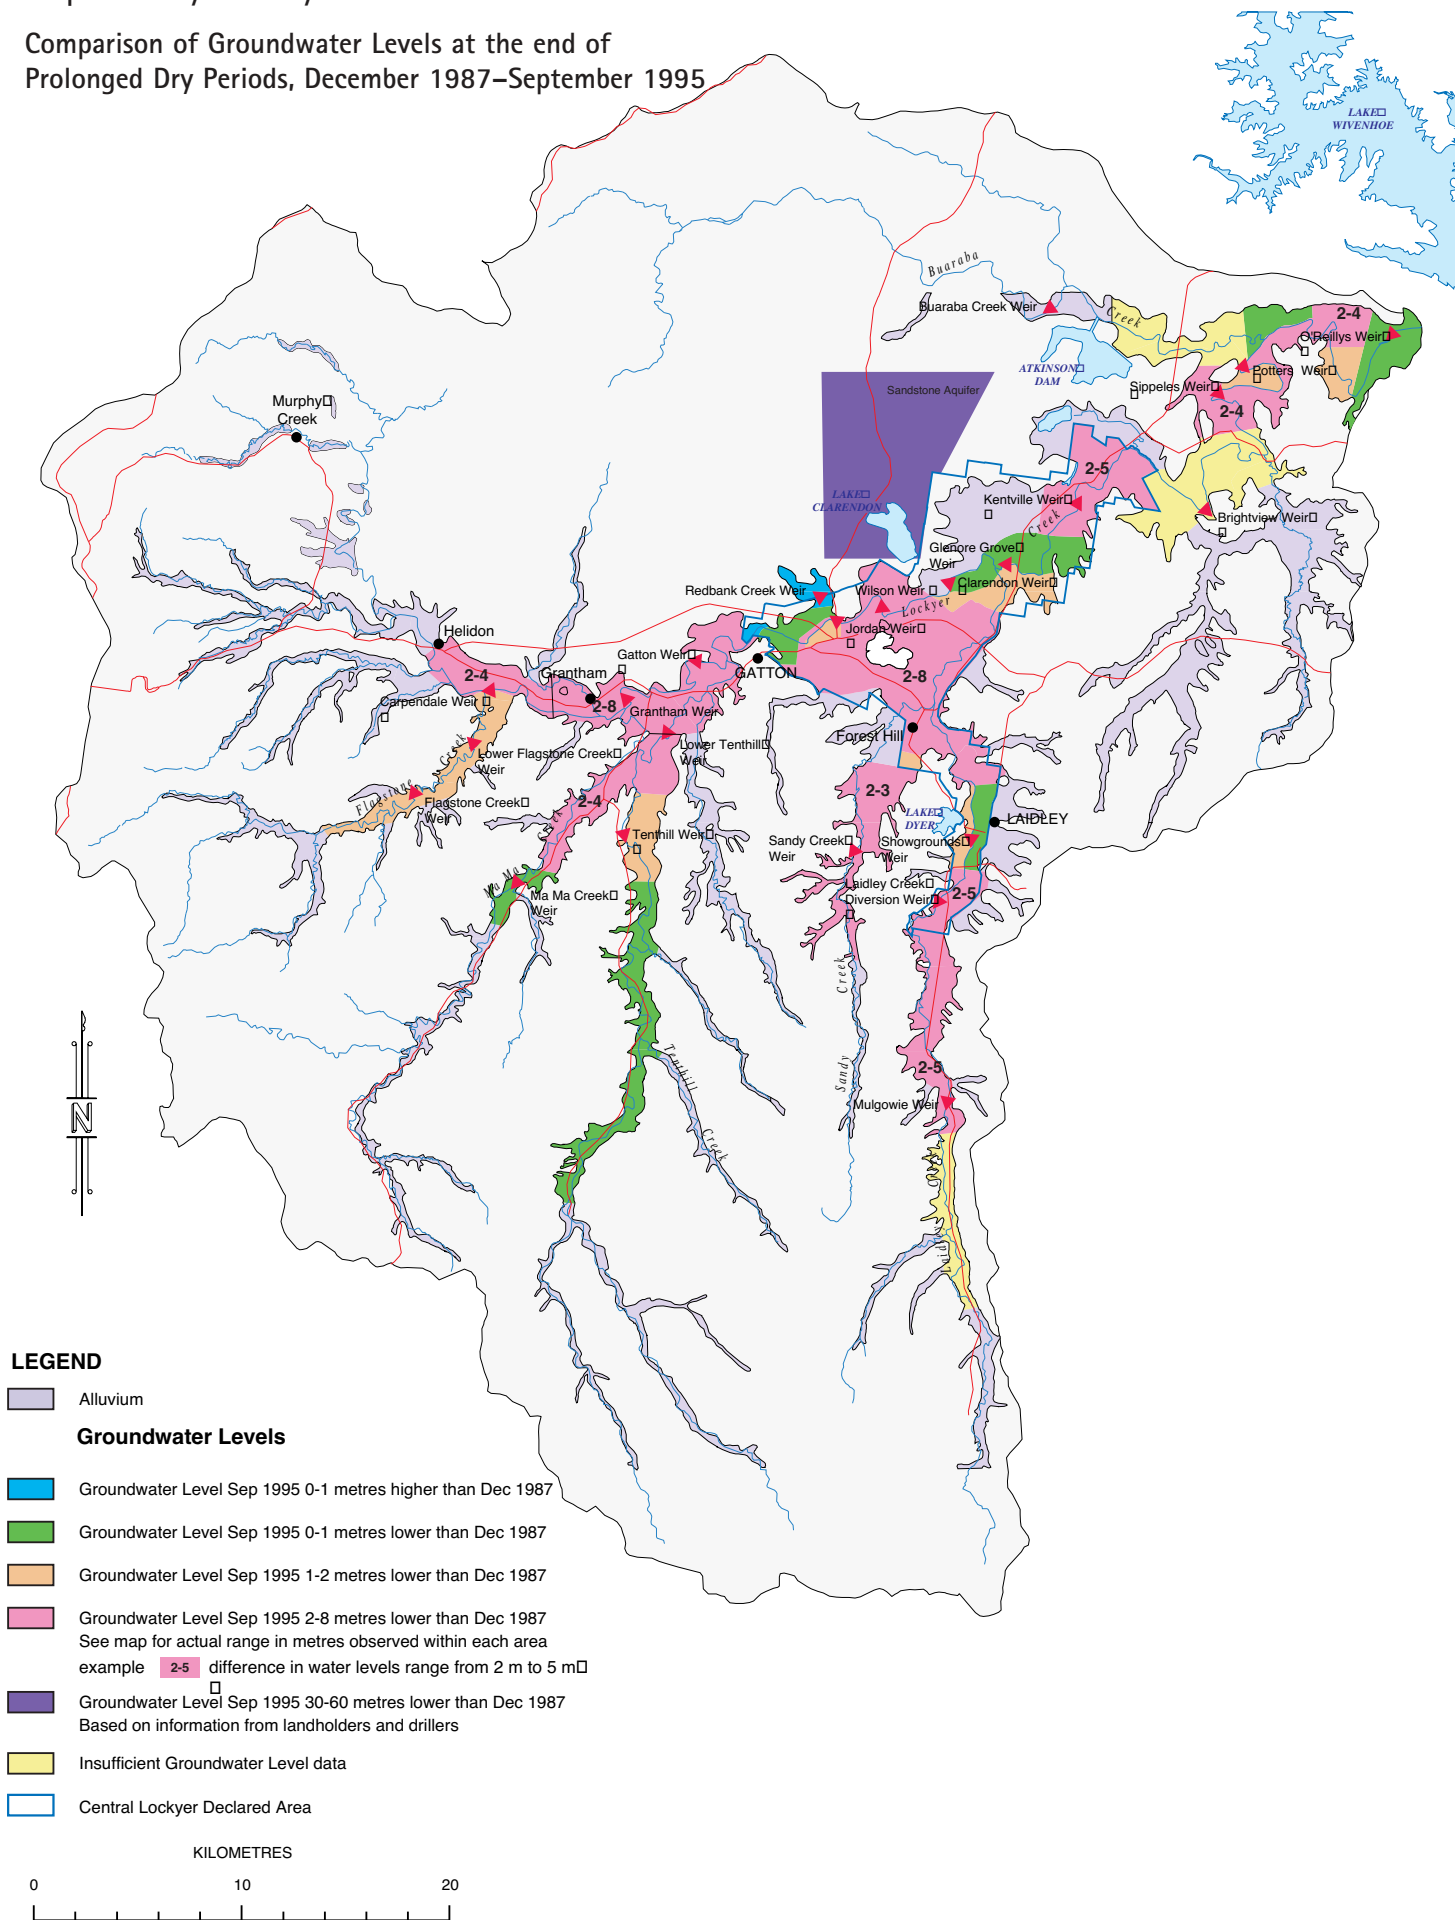 Comparison of Groundwater Levels at the end of
Prolonged Dry Periods, December 1987–September 1995
LAKE
WIVENHOE
Buaraba
Creek
Buaraba Creek Weir
2-4
O'Reillys Weir
ATKINSON
DAM
Potters Weir
Sippeles Weir
2-4
Sandstone Aquifer
Murphy
Creek
2-5
LAKE
CLARENDON
Kentville Weir
Creek
Brightview Weir
Glenore Grove
Weir
Clarendon Weir
Redbank Creek Weir
Wilson Weir
Lockyer
Jordan Weir
Helidon
Gatton Weir
GATTON
2-4
Grantham
2-8
2-8
Carpendale Weir
Grantham Weir
Forest Hill
Lower Tenthill
Weir
Creek
Lower Flagstone Creek
Weir
Flagstone
Flagstone Creek
Weir
2-4
2-3
LAKE
DYER
LAIDLEY
Creek
Tenthill Weir
Sandy Creek
Weir
Showgrounds
Weir
Ma Ma
Ma Ma Creek
Weir
Laidley Creek
Diversion Weir
2-5
Creek
Sandy
Tenthill
Creek
2-5
Mulgowie Weir
Creek
Laidley
N
LEGEND
Alluvium
Groundwater Levels
Groundwater Level Sep 1995 0-1 metres higher than Dec 1987
Groundwater Level Sep 1995 0-1 metres lower than Dec 1987
Groundwater Level Sep 1995 1-2 metres lower than Dec 1987
Groundwater Level Sep 1995 2-8 metres lower than Dec 1987
See map for actual range in metres observed within each area
example 2-5 difference in water levels range from 2 m to 5 m
Groundwater Level Sep 1995 30-60 metres lower than Dec 1987
Based on information from landholders and drillers
Insufficient Groundwater Level data
Central Lockyer Declared Area
KILOMETRES
0 10 20